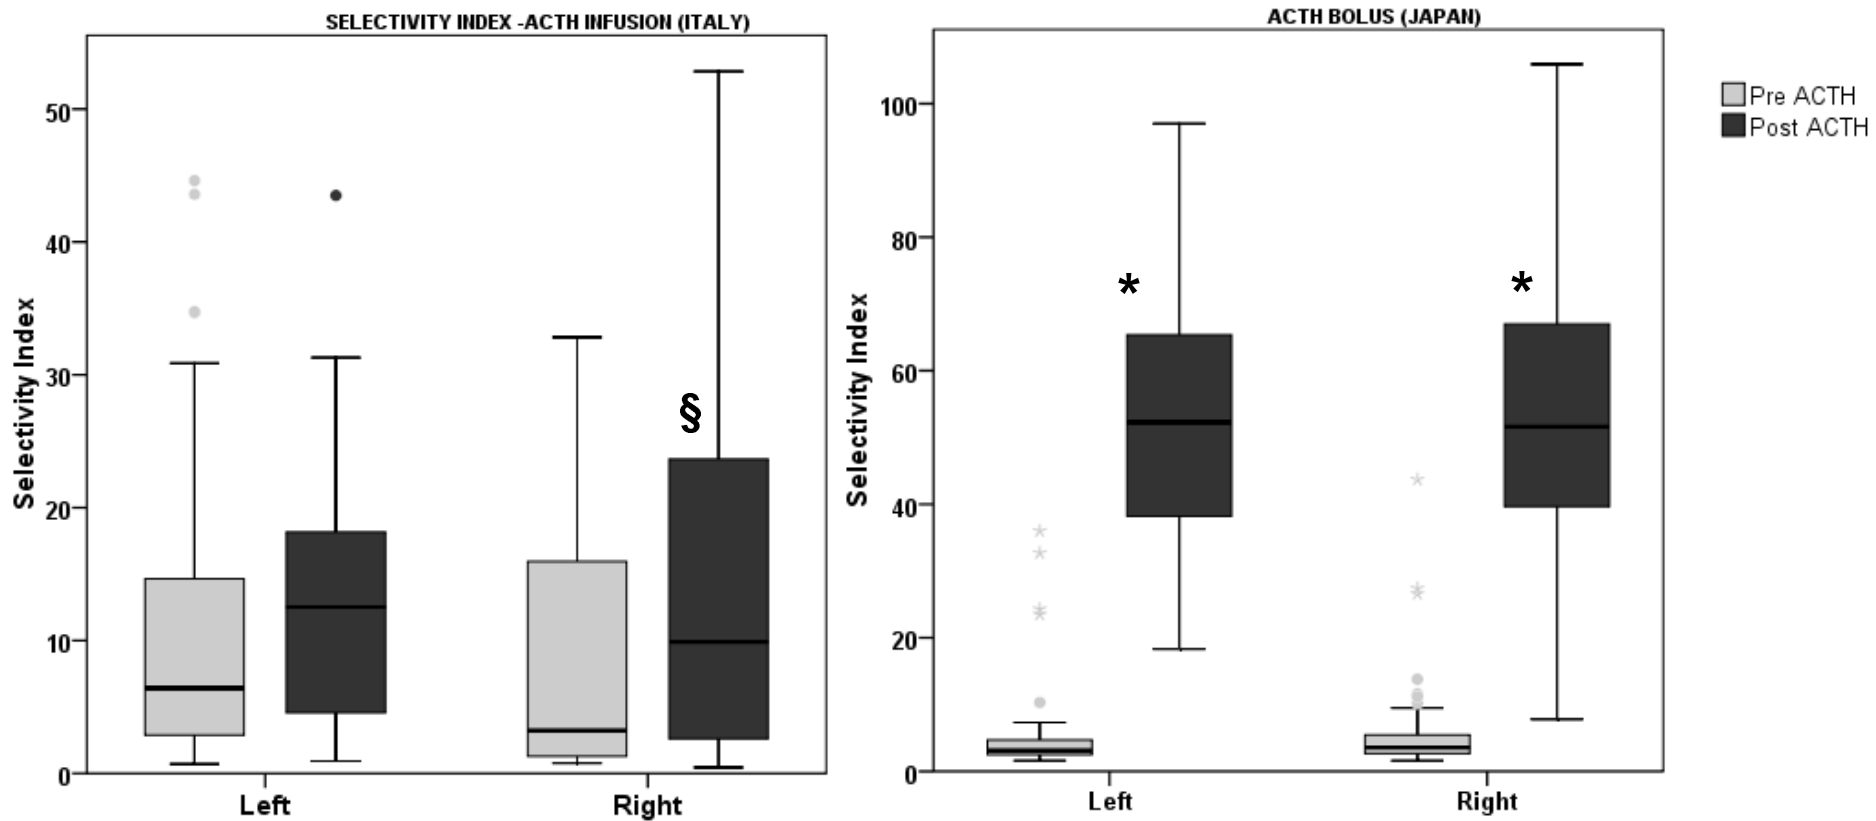 SELECTIVITY INDEX -ACTH INFUSION (ITALY)
Selectivity Index
50
40
30
20
10
0
§
Left
Right
ACTH BOLUS (JAPAN)
Selectivity Index
100
80
60
40
20
0
*
*
Left
Right
Pre ACTH
Post ACTH